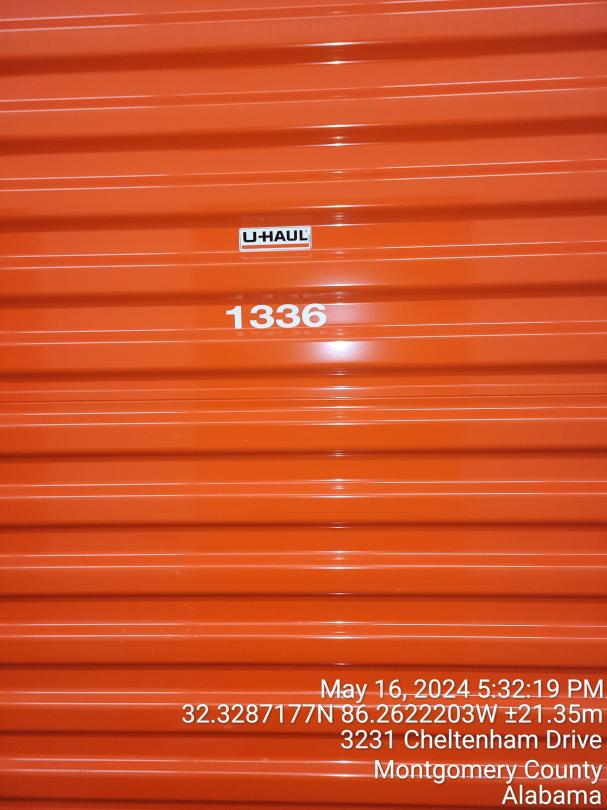 U-HAUL
1336
May 16, 2024 5:32:19 PM
32.3287177N 86.2622203W ±21.35m
3231 Cheltenham Drive
Montgomery County
Alabama